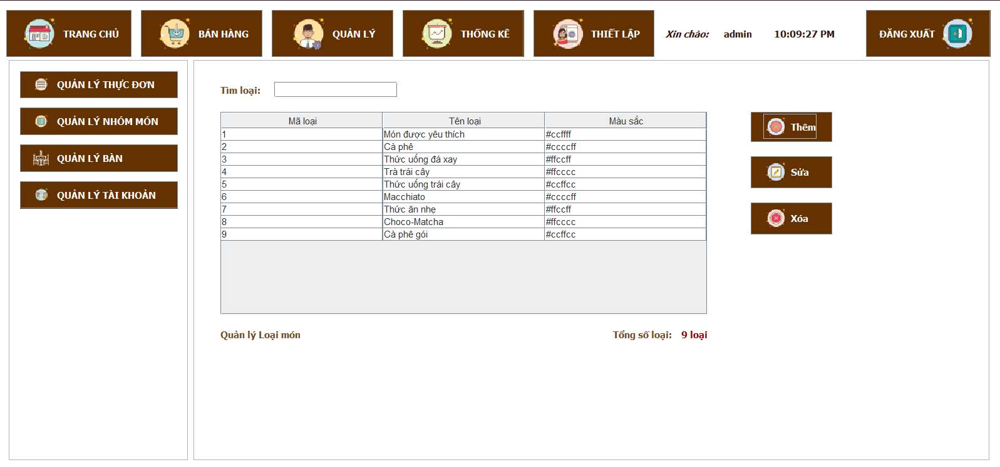 TRANG CHỦ BÁN HÀNG QUẢN LÝ THỐNG KÊ THIẾT LẬP Xin chào: admin 10:09:27 PM ĐĂNG XUẤT
QUẢN LÝ THỰC ĐƠN
QUẢN LÝ NHÓM MÓN
QUẢN LÝ BÀN
QUẢN LÝ TÀI KHOẢN
Tìm loại:
Mã loại Tên loại Màu sắc
1 Món được yêu thích #ccffff
2 Cà phê #ccccff
3 Thức uống đá xay #ffccff
4 Trà trái cây #ffcccc
5 Thức uống trái cây #ccffcc
6 Macchiato #ccccff
7 Thức ăn nhẹ #ffccff
8 Choco-Matcha #ffcccc
9 Cà phê gói #ccffcc
Quản lý Loại món Tổng số loại: 9 loại
Thêm
Sửa
Xóa